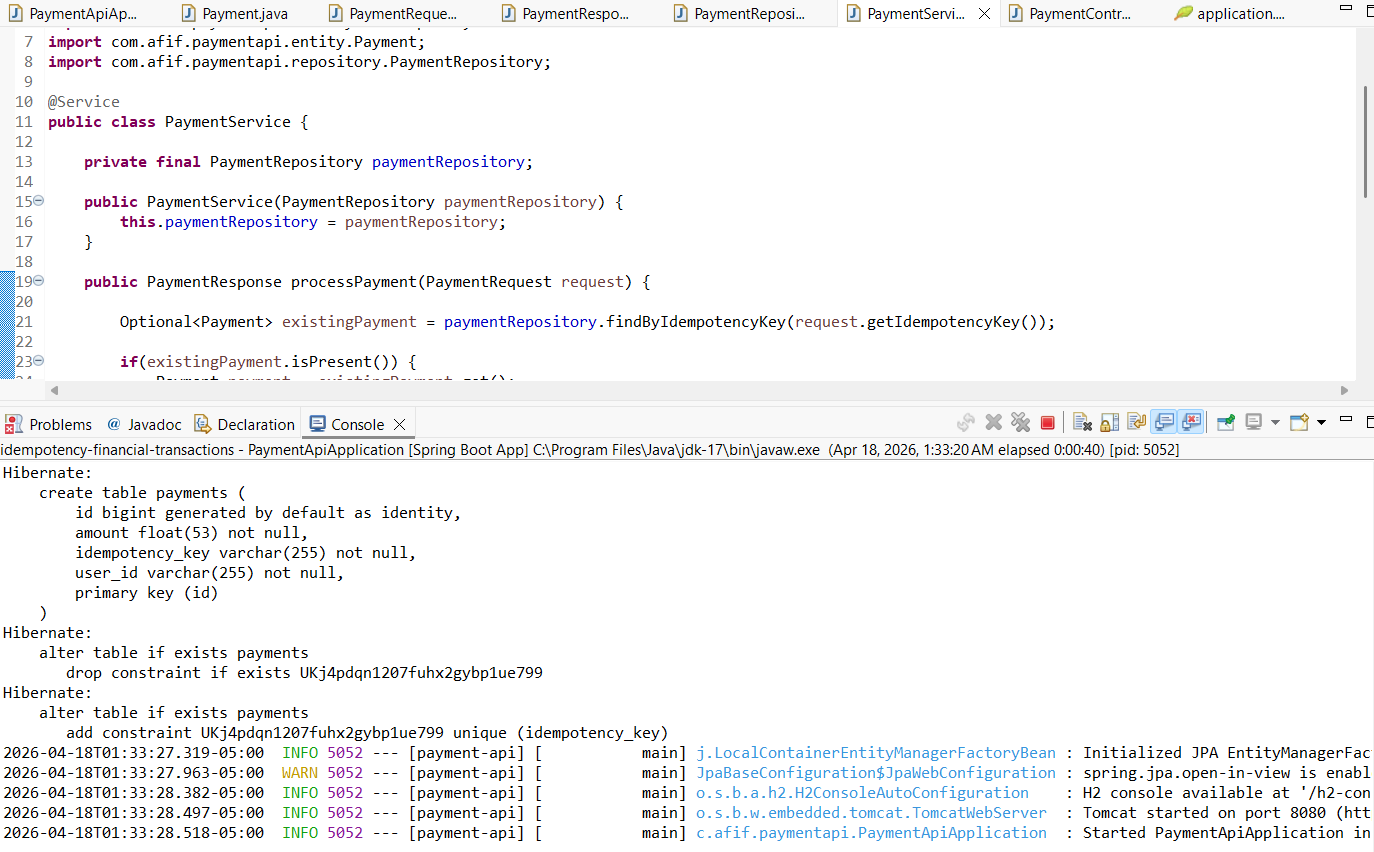 PaymentApiAp... Payment.java PaymentReque... PaymentRespo... PaymentReposi... PaymentServi... PaymentContr... application....
7 import com.afif.paymentapi.entity.Payment;
8 import com.afif.paymentapi.repository.PaymentRepository;
9
10 @Service
11 public class PaymentService {
12
13 private final PaymentRepository paymentRepository;
14
15 public PaymentService(PaymentRepository paymentRepository) {
16 this.paymentRepository = paymentRepository;
17 }
18
19 public PaymentResponse processPayment(PaymentRequest request) {
20
21 Optional<Payment> existingPayment = paymentRepository.findByIdempotencyKey(request.getIdempotencyKey());
22
23 if(existingPayment.isPresent()) {
Problems @ Javadoc Declaration Console
idempotency-financial-transactions - PaymentApiApplication [Spring Boot App] C:\Program Files\Java\jdk-17\bin\javaw.exe (Apr 18, 2026, 1:33:20 AM elapsed 0:00:40) [pid: 5052]
Hibernate:
create table payments (
id bigint generated by default as identity,
amount float(53) not null,
idempotency_key varchar(255) not null,
user_id varchar(255) not null,
primary key (id)
)
Hibernate:
alter table if exists payments
drop constraint if exists UKj4pdqn1207fuhx2gybp1ue799
Hibernate:
alter table if exists payments
add constraint UKj4pdqn1207fuhx2gybp1ue799 unique (idempotency_key)
2026-04-18T01:33:27.319-05:00 INFO 5052 --- [payment-api] [ main] j.LocalContainerEntityManagerFactoryBean : Initialized JPA EntityManagerFac
2026-04-18T01:33:27.963-05:00 WARN 5052 --- [payment-api] [ main] JpaBaseConfiguration$JpaWebConfiguration : spring.jpa.open-in-view is enabl
2026-04-18T01:33:28.382-05:00 INFO 5052 --- [payment-api] [ main] o.s.b.a.h2.H2ConsoleAutoConfiguration : H2 console available at '/h2-con
2026-04-18T01:33:28.497-05:00 INFO 5052 --- [payment-api] [ main] o.s.b.w.embedded.tomcat.TomcatWebServer : Tomcat started on port 8080 (htt
2026-04-18T01:33:28.518-05:00 INFO 5052 --- [payment-api] [ main] c.afif.paymentapi.PaymentApiApplication : Started PaymentApiApplication in